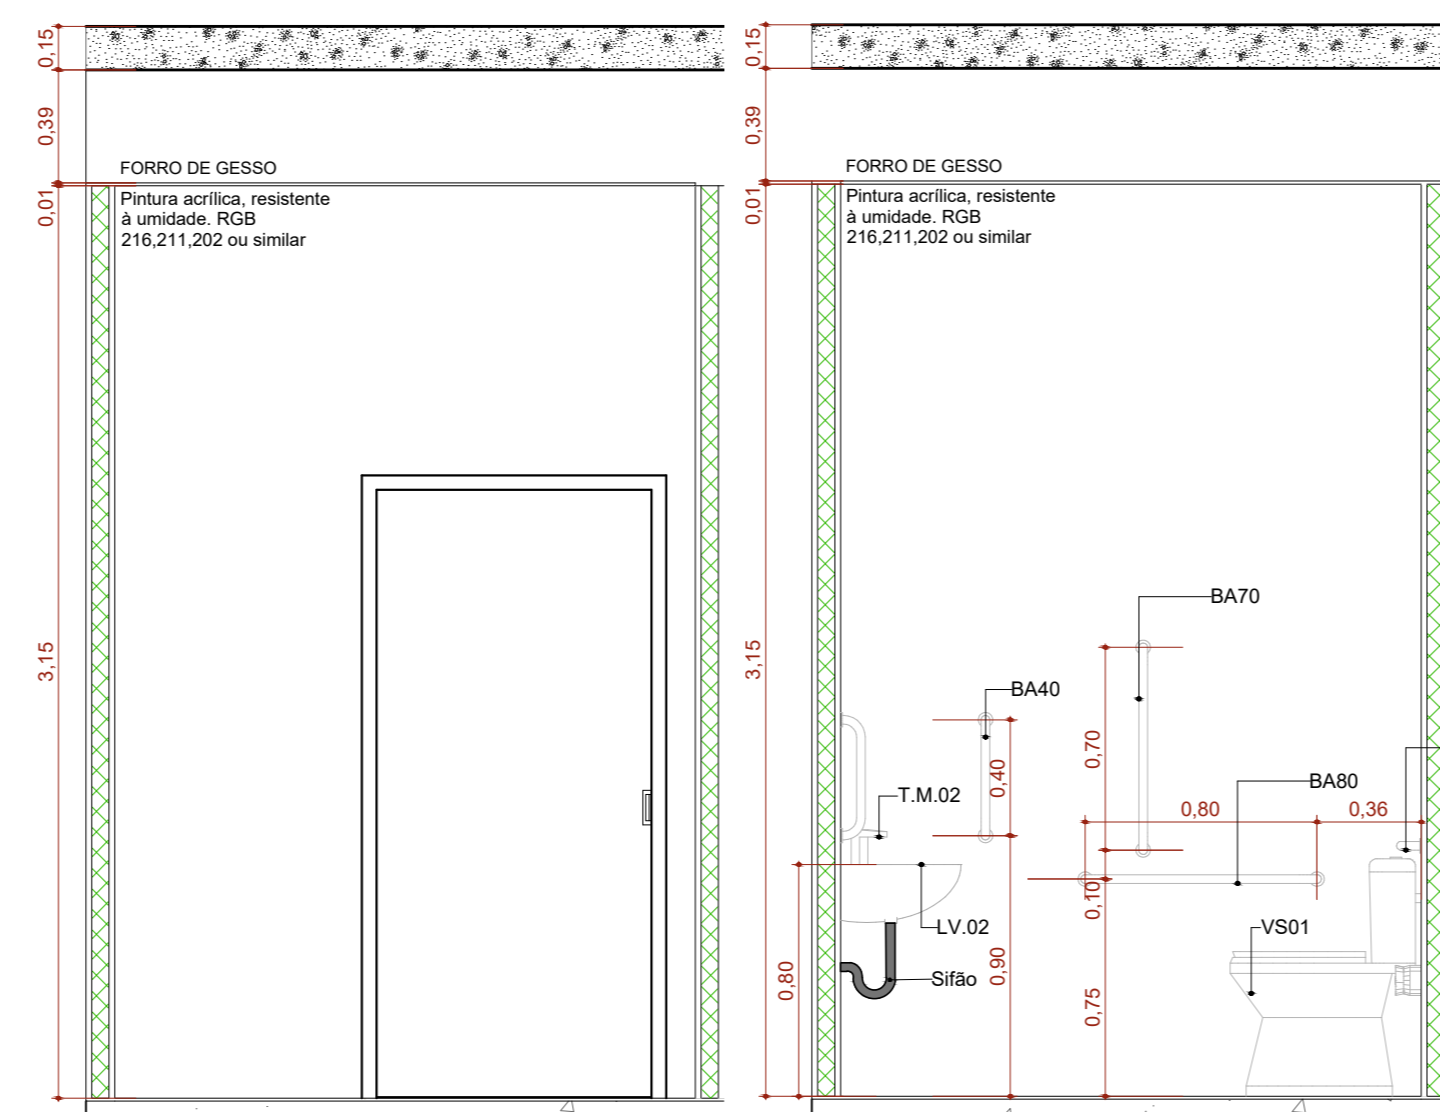 0,15
0,39
FORRO DE GESSO
0,01
Pintura acrílica, resistente
à umidade. RGB
216,211,202 ou similar
3,15
0,15
0,39
FORRO DE GESSO
0,01
Pintura acrílica, resistente
à umidade. RGB
216,211,202 ou similar
3,15
BA70
BA40
0,70
0,40
T.M.02
BA80
0,80
0,36
0,10
LV.02
VS01
Sifão
0,80
0,90
0,75